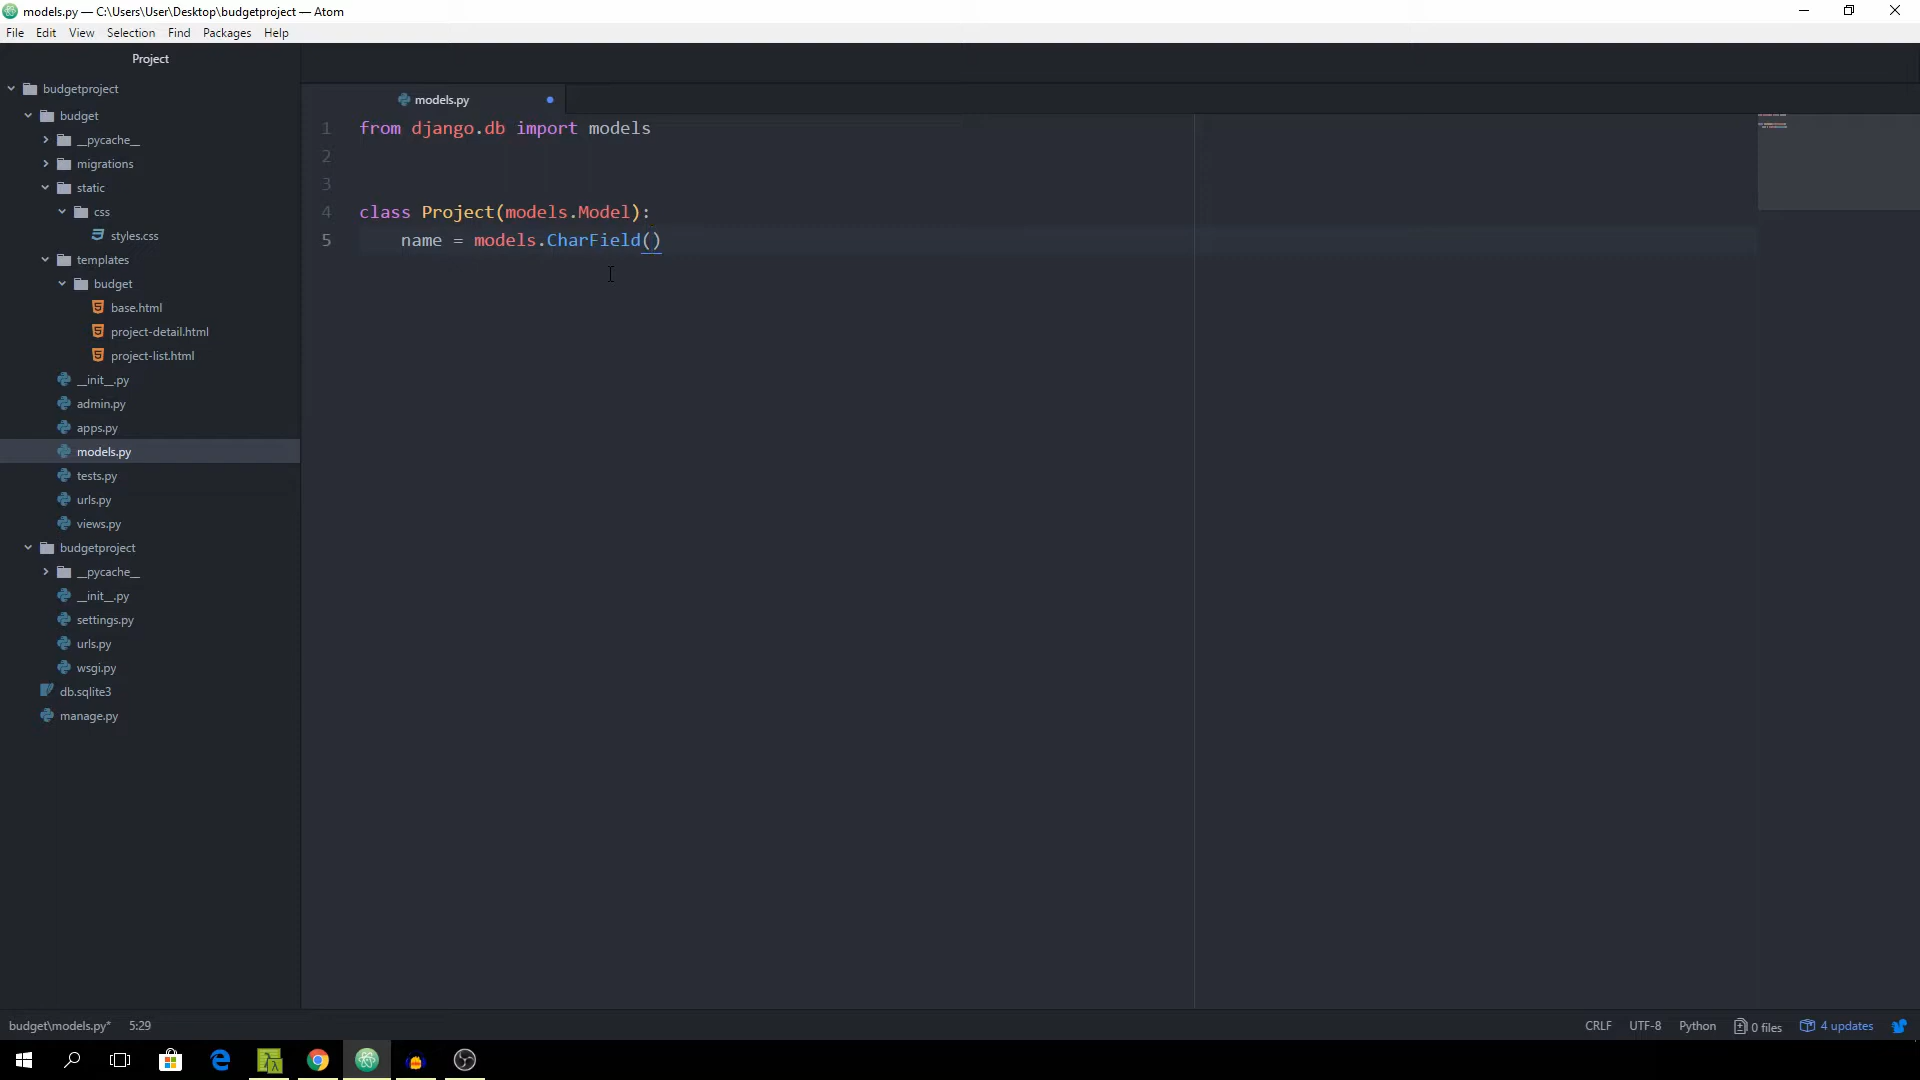 models.py — C:\Users\User\Desktop\budgetproject — Atom
File Edit View Selection Find Packages Help
Project
budgetproject
budget
__pycache__
migrations
static
css
styles.css
templates
budget
base.html
project-detail.html
project-list.html
__init__.py
admin.py
apps.py
models.py
tests.py
urls.py
views.py
budgetproject
__pycache__
__init__.py
settings.py
urls.py
wsgi.py
db.sqlite3
manage.py
models.py
1 from django.db import models
2
3
4 class Project(models.Model):
5 name = models.CharField()
budget\models.py* 5:29 CRLF UTF-8 Python 0 files 4 updates